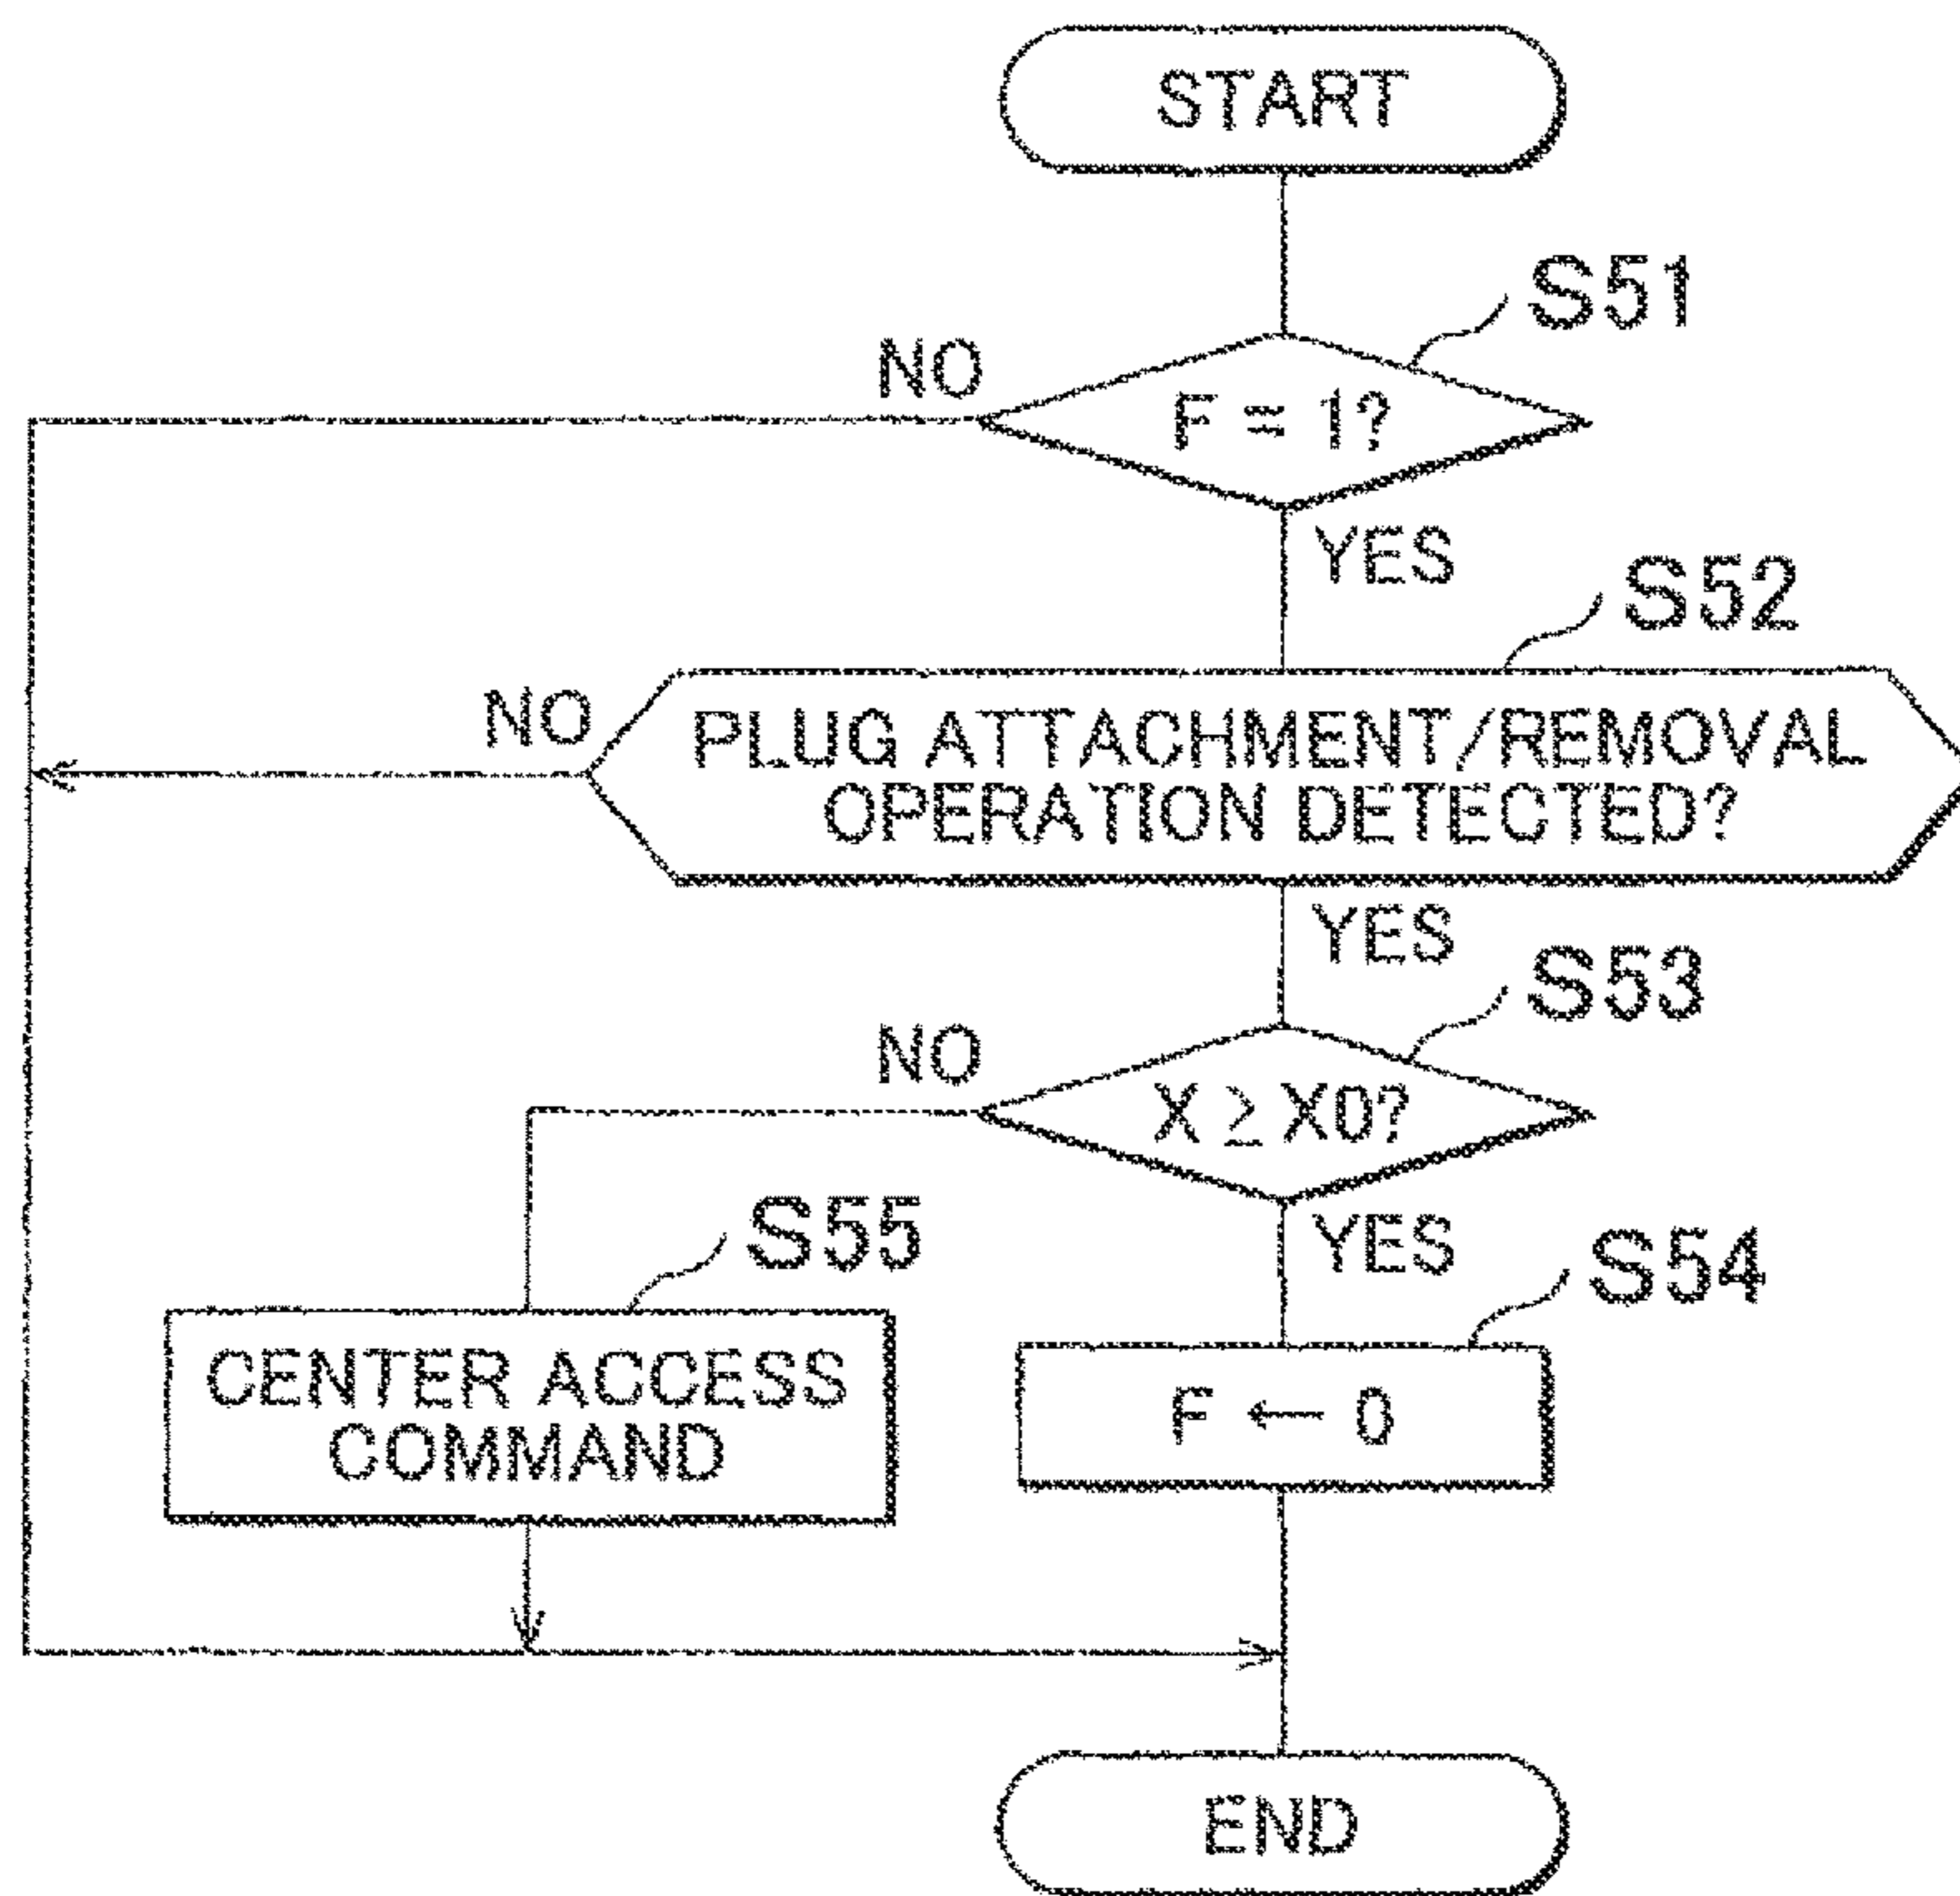 START
S51
NO
F = 1?
YES
S52
NO
PLUG ATTACHMENT/REMOVAL
OPERATION DETECTED?
YES
S53
NO
X ≥ X0?
YES
S55
S54
CENTER ACCESS
COMMAND
F ← 0
END